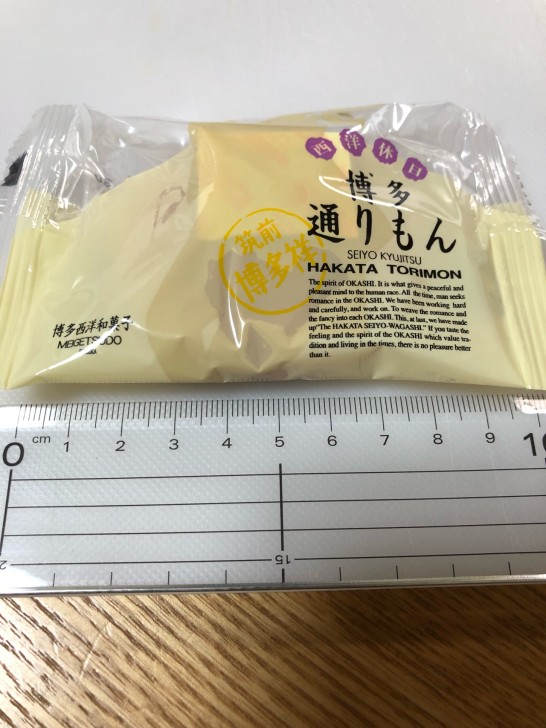 西洋休日
博多
通りもん
SEIYO KYUJITSU
HAKATA TORIMON
The spirit of OKASHI. It is what gives a peaceful and
pleasant mind to the human race. All the time, man seeks
romance in the OKASHI. We have been working hard
and carefully, and work on. To weave the romance and
the fancy into each OKASHI. This, at last, we have made
up"The HAKATA SEIYO-WAGASHI." If you taste the
feeling and the spirit of the OKASHI which value tra-
dition and living in the times, there is no pleasure better
than it.
筑前
博多祥!
博多西洋和菓子
MEIGETSUDO
0 cm 1 2 3 4 5 6 7 8 9 10
15